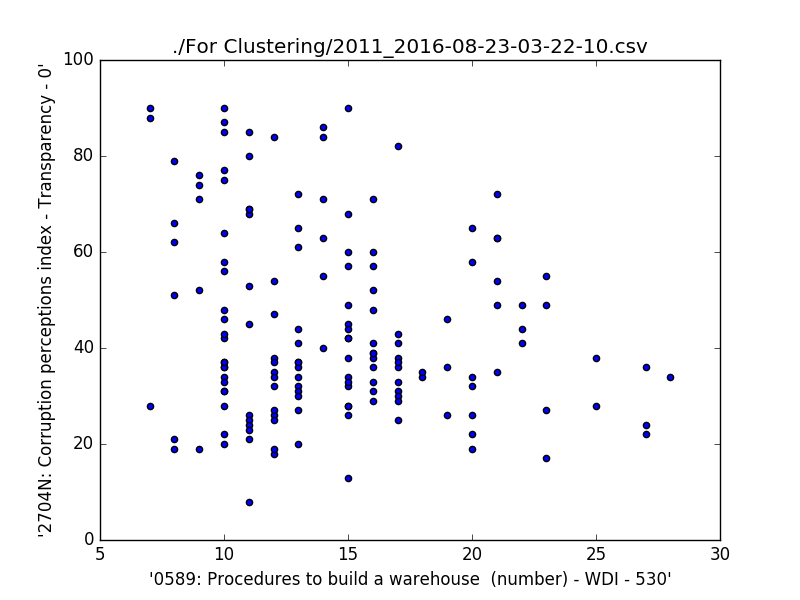 ./For Clustering/2011_2016-08-23-03-22-10.csv
100
80
60
40
20
0
'2704N: Corruption perceptions index - Transparency - 0'
5 10 15 20 25 30
'0589: Procedures to build a warehouse  (number) - WDI - 530'